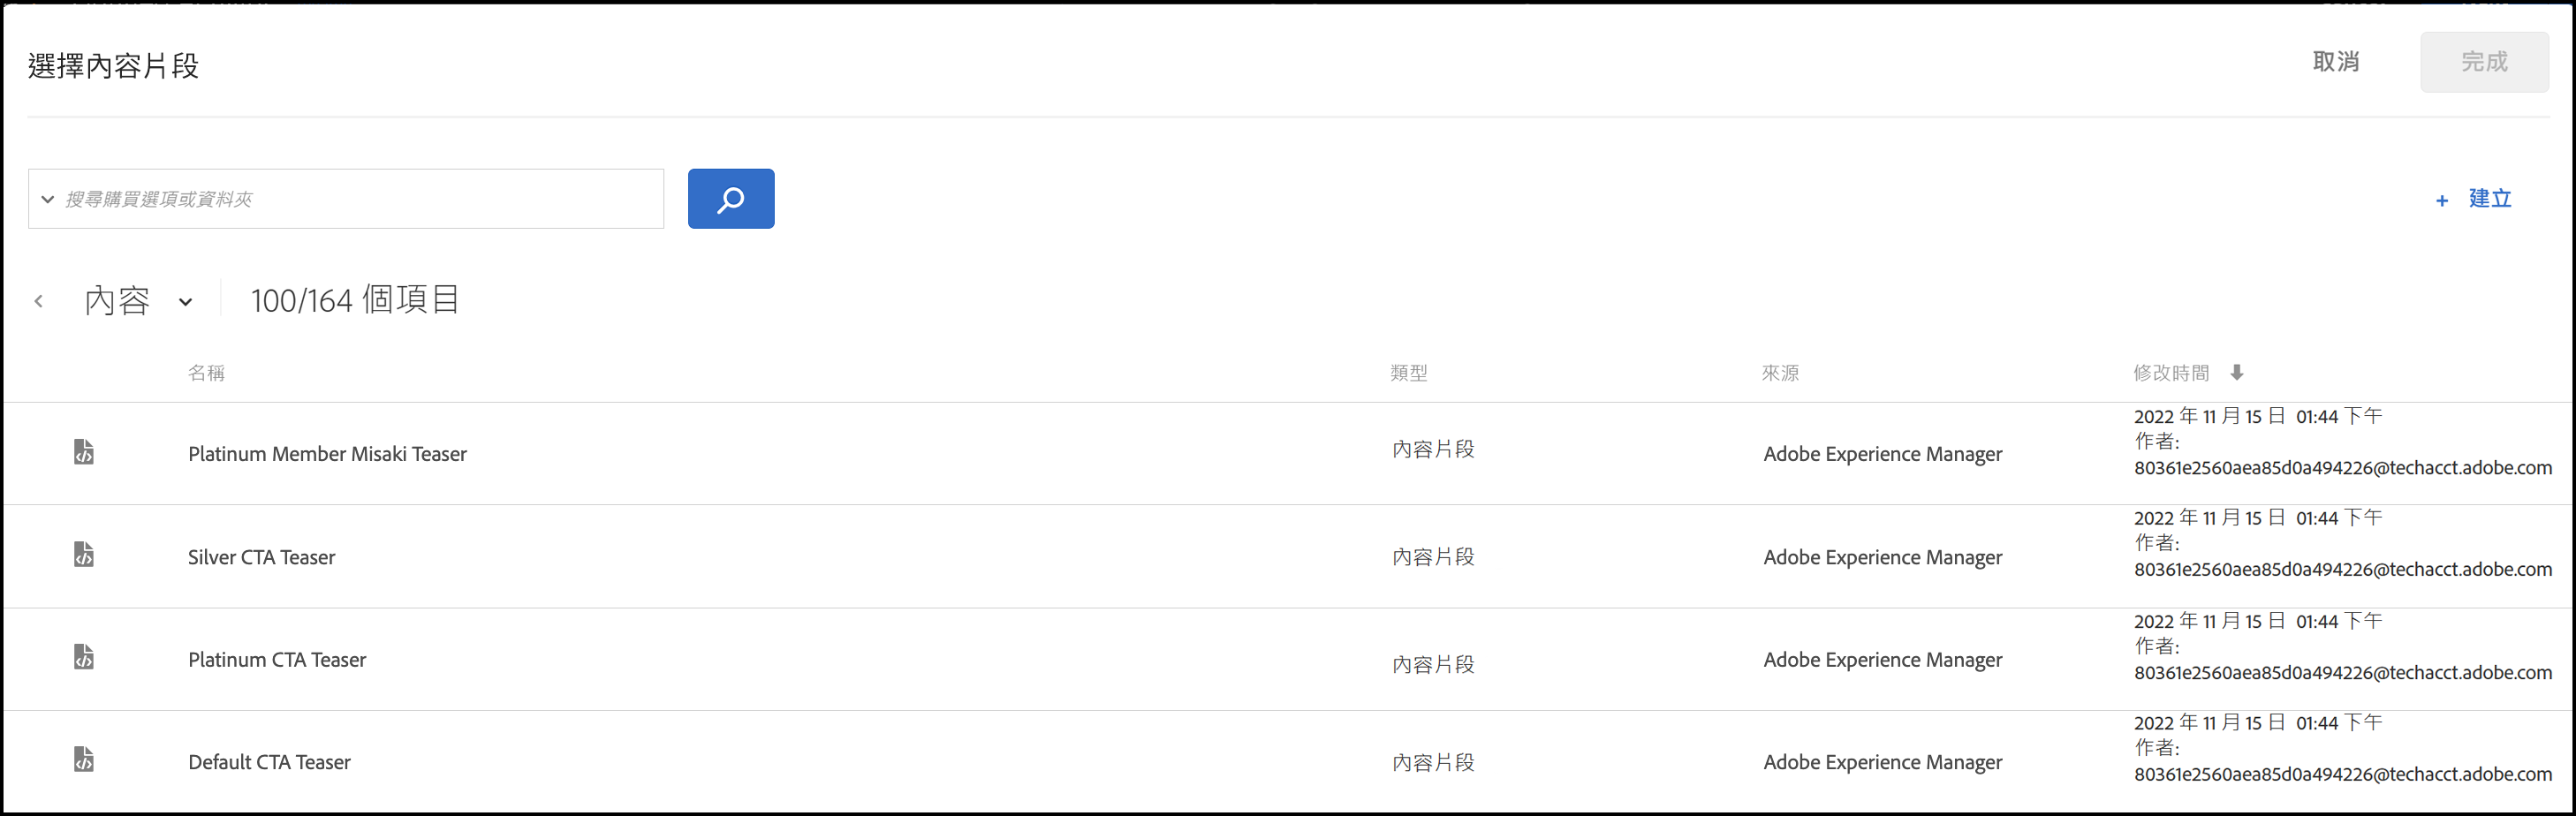 選擇內容片段
取消
完成
搜尋購買選項或資料夾
+ 建立
內容
100/164 個項目
名稱 類型 來源 修改時間
Platinum Member Misaki Teaser 內容片段 Adobe Experience Manager
2022 年 11 月 15 日 01:44 下午
作者:
80361e2560aea85d0a494226@techacct.adobe.com
Silver CTA Teaser 內容片段 Adobe Experience Manager
2022 年 11 月 15 日 01:44 下午
作者:
80361e2560aea85d0a494226@techacct.adobe.com
Platinum CTA Teaser 內容片段 Adobe Experience Manager
2022 年 11 月 15 日 01:44 下午
作者:
80361e2560aea85d0a494226@techacct.adobe.com
Default CTA Teaser 內容片段 Adobe Experience Manager
2022 年 11 月 15 日 01:44 下午
作者:
80361e2560aea85d0a494226@techacct.adobe.com